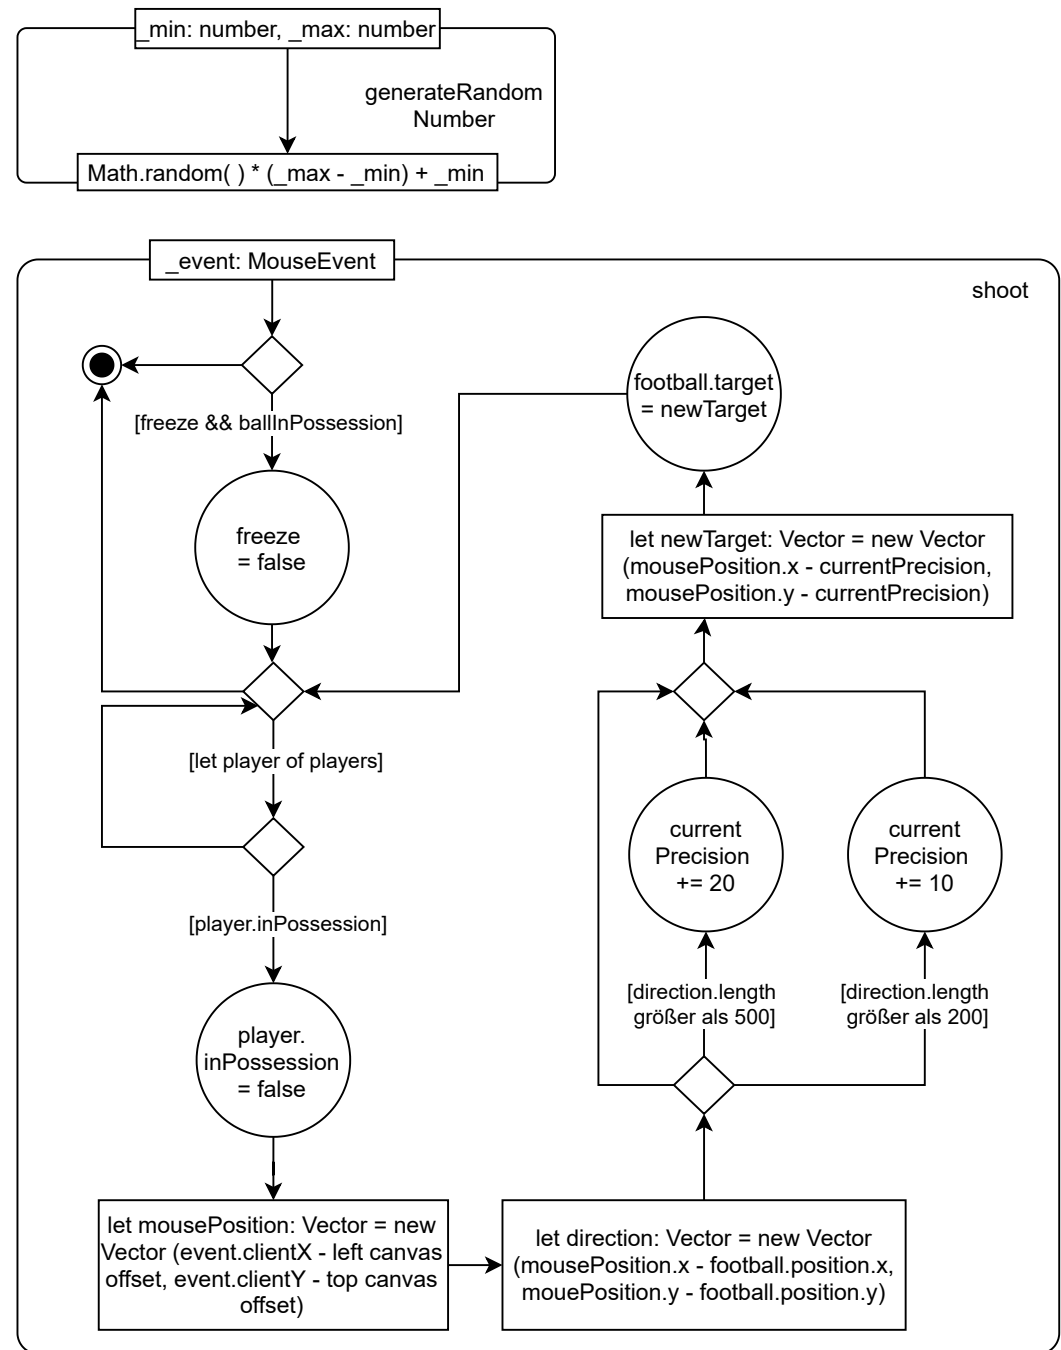 _min: number, _max: number
generateRandom
Number
Math.random( ) * (_max - _min) + _min
_event: MouseEvent
shoot
[freeze && ballInPossession]
football.target
= newTarget
freeze
= false
let newTarget: Vector = new Vector
(mousePosition.x - currentPrecision,
mousePosition.y - currentPrecision)
[let player of players]
current
Precision
+= 20
current
Precision
+= 10
[player.inPossession]
[direction.length
größer als 500]
[direction.length
größer als 200]
player.
inPossession
= false
let mousePosition: Vector = new
Vector (event.clientX - left canvas
offset, event.clientY - top canvas
offset)
let direction: Vector = new Vector
(mousePosition.x - football.position.x,
mouePosition.y - football.position.y)